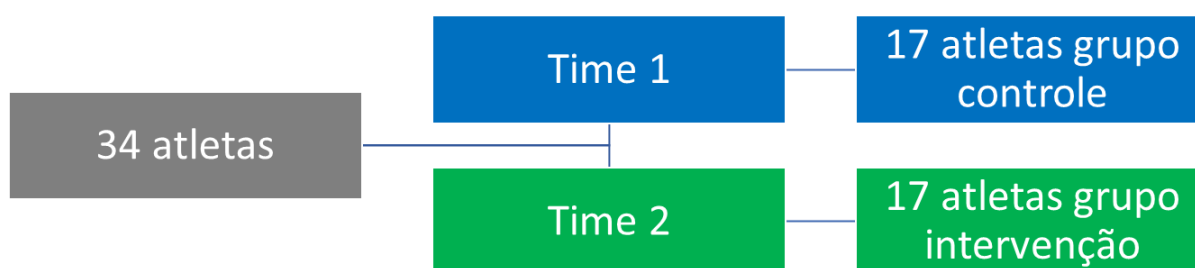 34 atletas
Time 1
17 atletas grupo
controle
Time 2
17 atletas grupo
intervenção